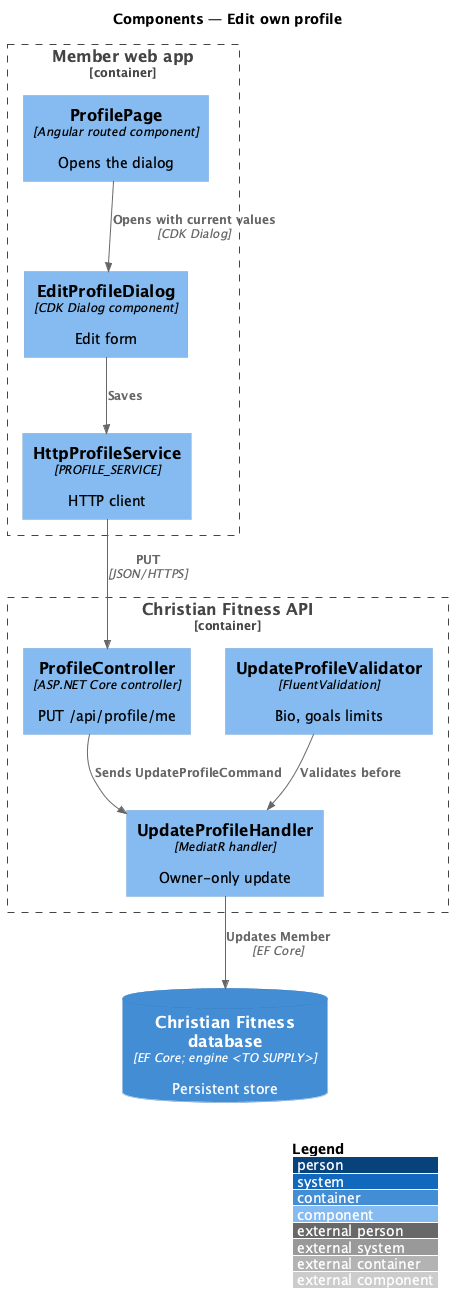 Components — Edit own profile
Member web app
[container]
ProfilePage
[Angular routed component]
Opens the dialog
Opens with current values
[CDK Dialog]
EditProfileDialog
[CDK Dialog component]
Edit form
Saves
HttpProfileService
[PROFILE_SERVICE]
HTTP client
PUT
[JSON/HTTPS]
Christian Fitness API
[container]
ProfileController
[ASP.NET Core controller]
PUT /api/profile/me
UpdateProfileValidator
[FluentValidation]
Bio, goals limits
Sends UpdateProfileCommand
Validates before
UpdateProfileHandler
[MediatR handler]
Owner-only update
Updates Member
[EF Core]
Christian Fitness
database
[EF Core; engine <TO SUPPLY>]
Persistent store
Legend
person
system
container
component
external person
external system
external container
external component